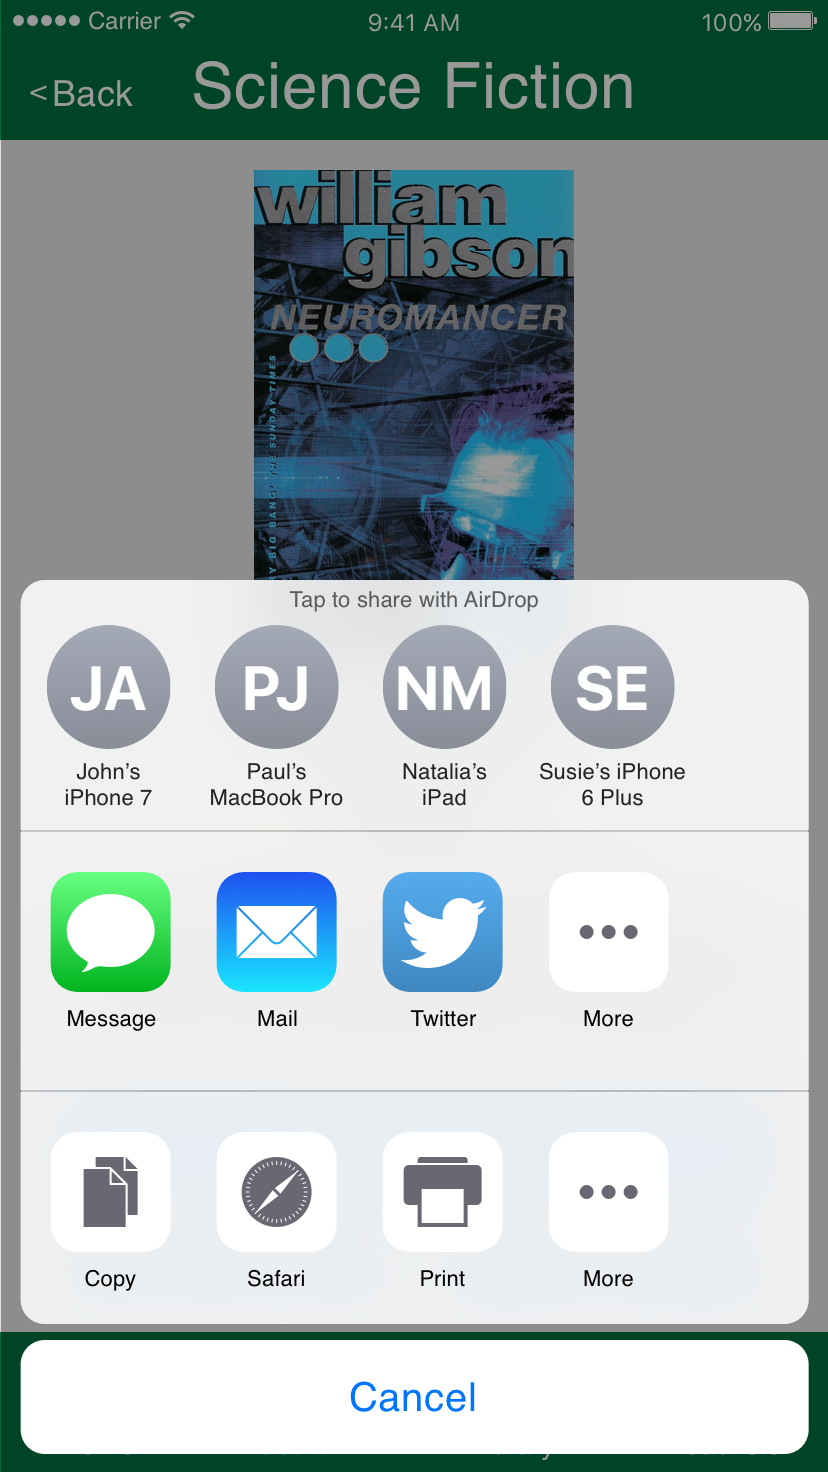 Carrier 9:41 AM 100%
<Back Science Fiction
william
gibson
NEUROMANCER
BIG BANG' THE SUNDAY TIMES
Tap to share with AirDrop
JA PJ NM SE
John’s Paul’s Natalia’s Susie’s iPhone
iPhone 7 MacBook Pro iPad 6 Plus
Message Mail Twitter More
Copy Safari Print More
Cancel